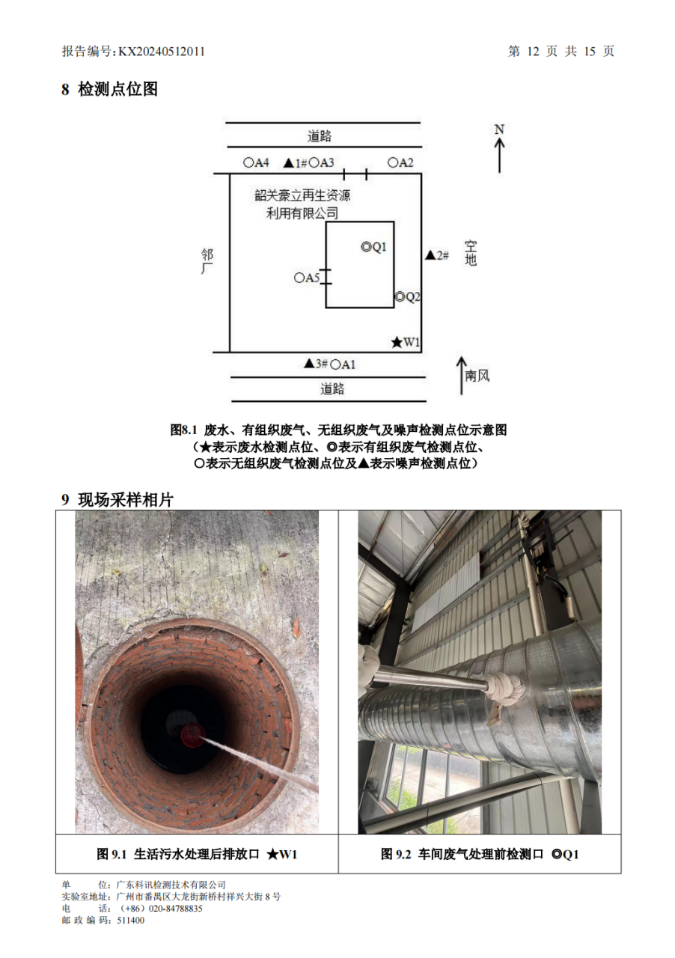 报告编号:KX20240512011
第 12 页 共 15 页
8 检测点位图
道路
N
○A4 ▲1#○A3 ○A2
韶关豪立再生资源
利用有限公司
◎Q1
邻厂
▲2#
空地
○A5
◎Q2
★W1
▲3#○A1
南风
道路
图8.1 废水、有组织废气、无组织废气及噪声检测点位示意图
（★表示废水检测点位、◎表示有组织废气检测点位、
○表示无组织废气检测点位及▲表示噪声检测点位）
9 现场采样相片
图 9.1 生活污水处理后排放口 ★W1
图 9.2 车间废气处理前检测口 ◎Q1
单 位：广东科讯检测技术有限公司
实验室地址：广州市番禺区大龙街新桥村祥兴大街 8 号
电 话：（+86）020-84788835
邮 政 编 码：511400